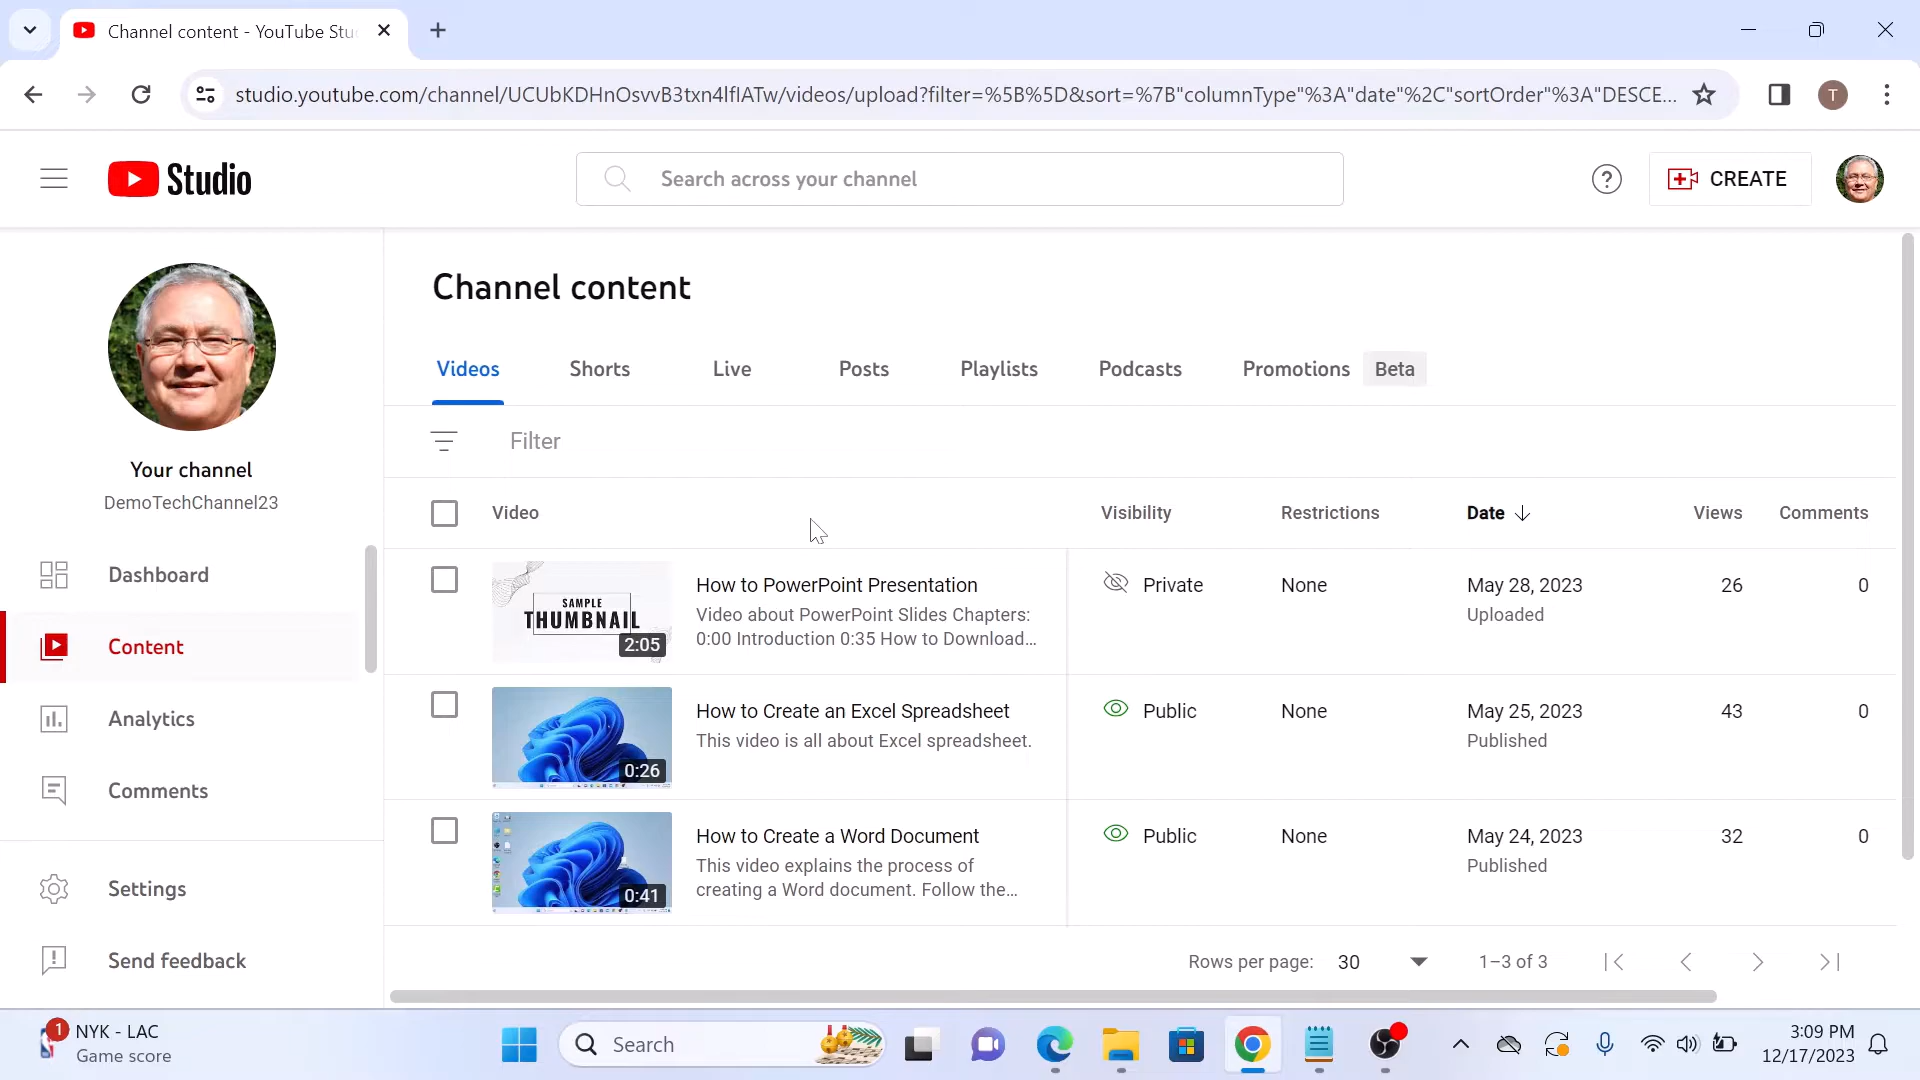 Channel content - YouTube Stu
studio.youtube.com/channel/UCUbKDHnOsvvB3txn4lflATw/videos/upload?filter=%5B%5D&sort=%7B"columnType"%3A"date"%2C"sortOrder"%3A"DESCE...
T
Studio
Search across your channel
?
CREATE
Your channel
DemoTechChannel23
Dashboard
Content
Analytics
Comments
Settings
Send feedback
Channel content
Videos Shorts Live Posts Playlists Podcasts Promotions Beta
Filter
Video Visibility Restrictions Date Views Comments
SAMPLE
THUMBNAIL
2:05
How to PowerPoint Presentation
Video about PowerPoint Slides Chapters:
0:00 Introduction 0:35 How to Download...
Private None May 28, 2023 26 0
Uploaded
0:26
How to Create an Excel Spreadsheet
This video is all about Excel spreadsheet.
Public None May 25, 2023 43 0
Published
0:41
How to Create a Word Document
This video explains the process of
creating a Word document. Follow the...
Public None May 24, 2023 32 0
Published
Rows per page: 30 1–3 of 3
1
NYK - LAC
Game score
Search
3:09 PM
12/17/2023